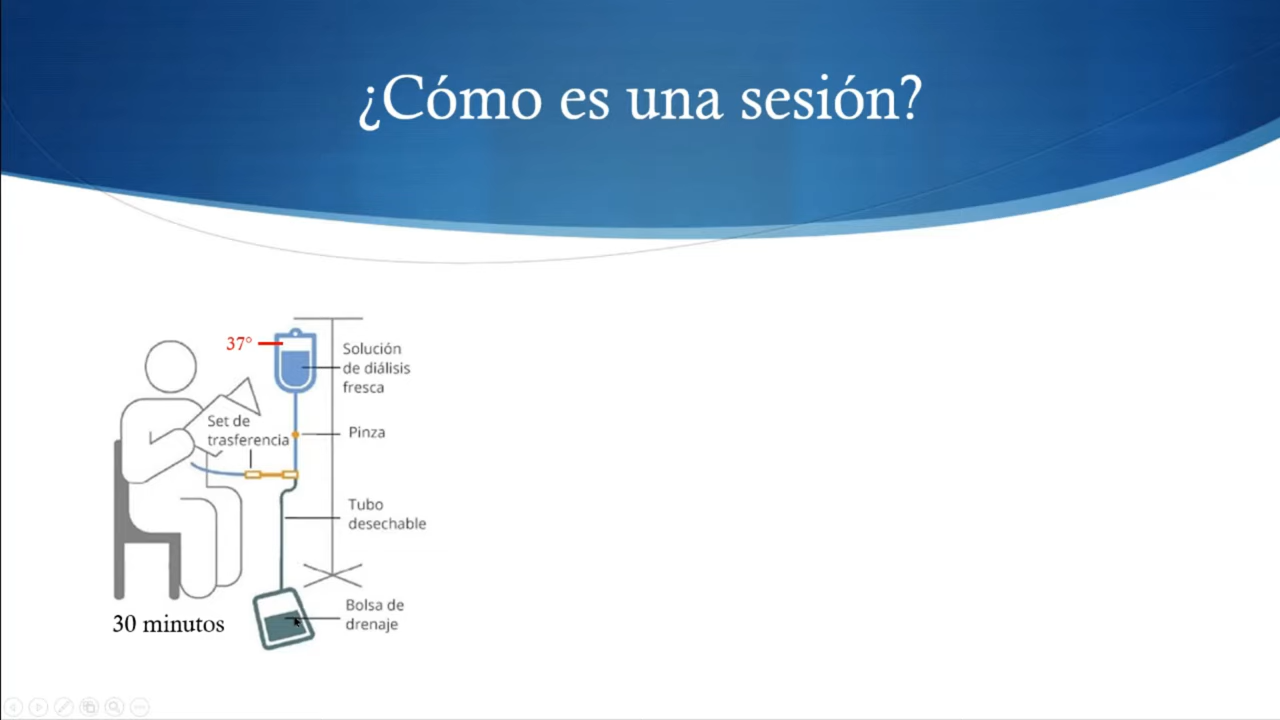 ¿Cómo es una sesión?
37°
Solución
de diálisis
fresca
Set de
trasferencia
Pinza
Tubo
desechable
Bolsa de
drenaje
30 minutos